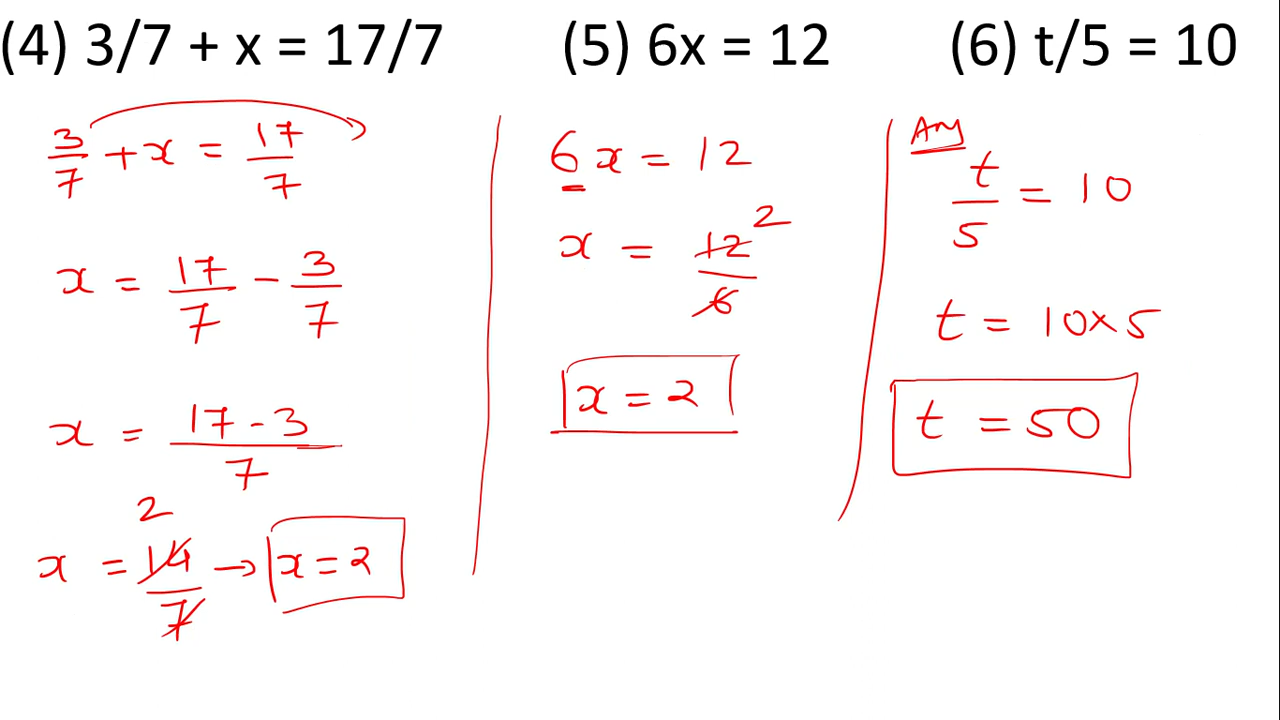 (4) 3/7 + x = 17/7
3/7 + x = 17/7
x = 17/7 - 3/7
x = 17 - 3/7
2
x = 14/7 → x = 2
(5) 6x = 12
6x = 12
x = 12/6 2
x = 2
(6) t/5 = 10
Ans
t/5 = 10
t = 10×5
t = 50